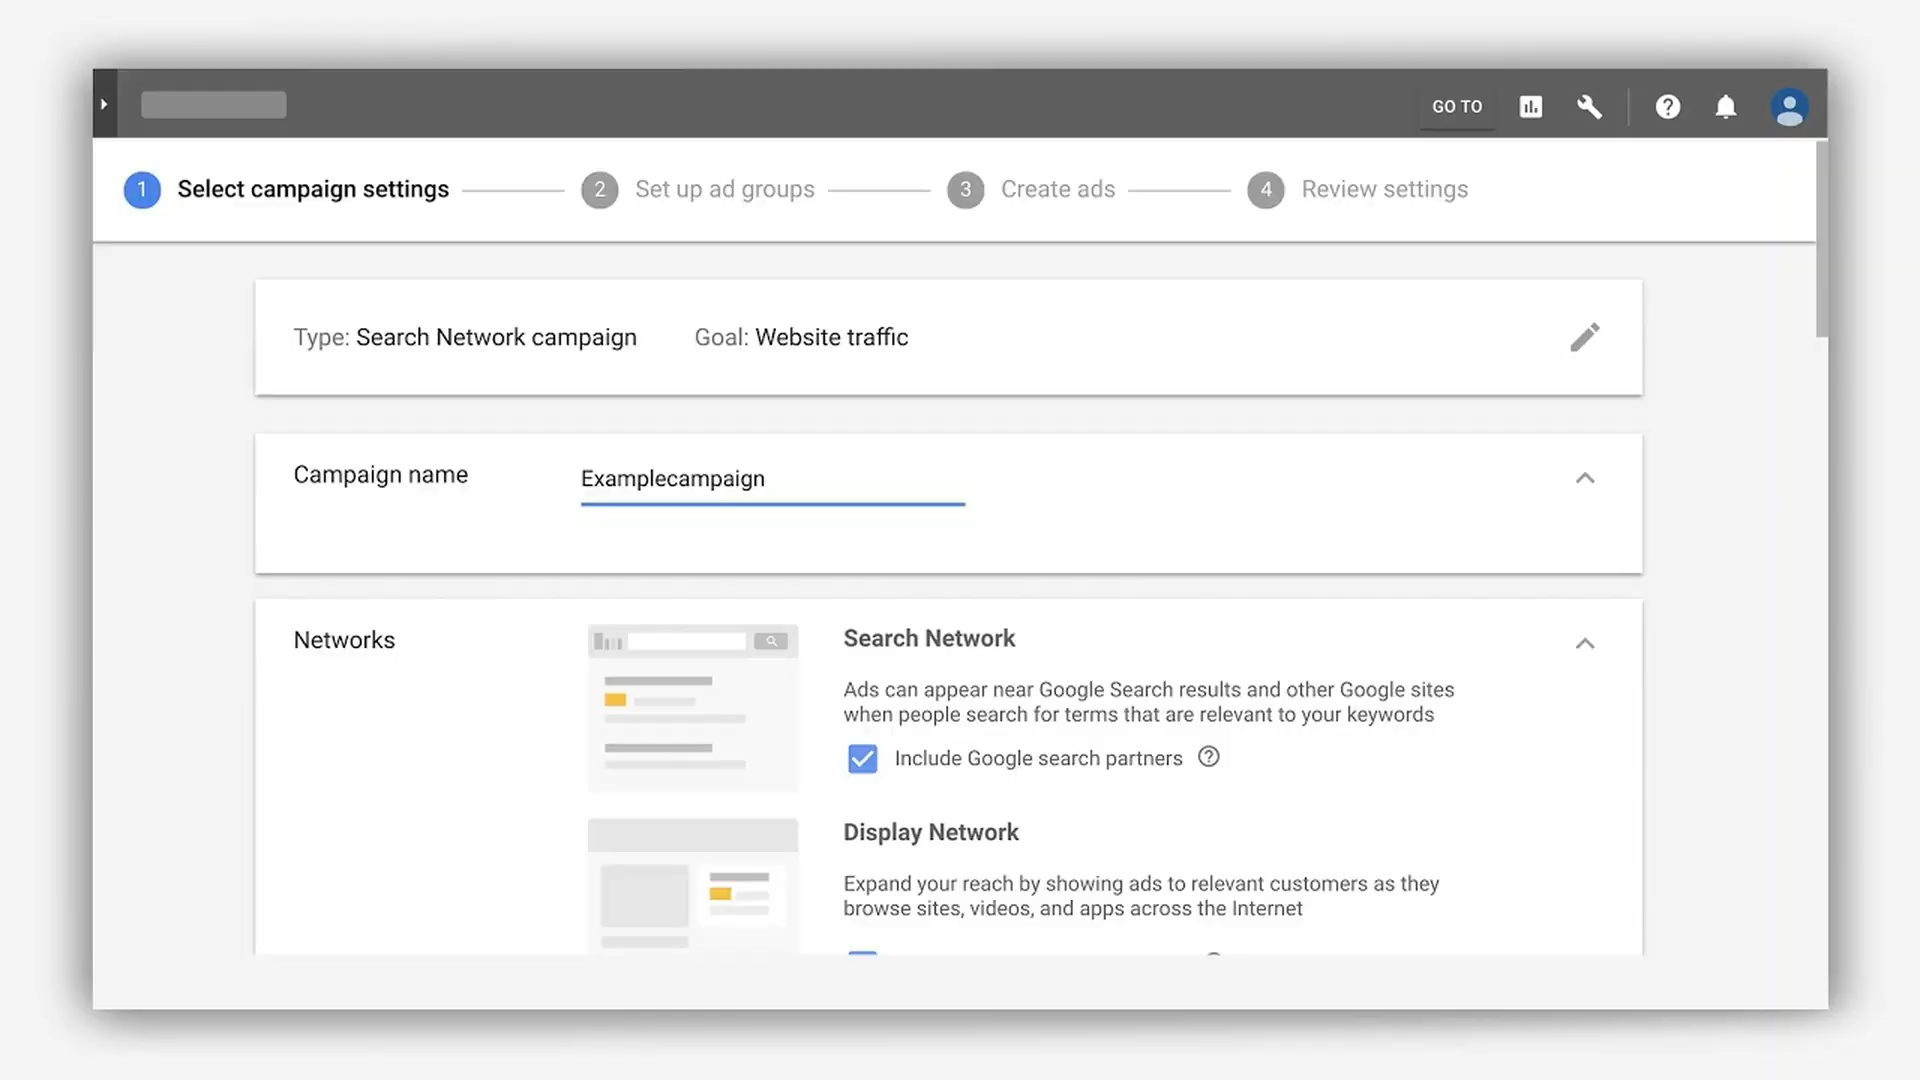 GO TO
1 Select campaign settings 2 Set up ad groups 3 Create ads 4 Review settings
Type: Search Network campaign Goal: Website traffic
Campaign name Examplecampaign
Networks
Search Network
Ads can appear near Google Search results and other Google sites
when people search for terms that are relevant to your keywords
Include Google search partners
Display Network
Expand your reach by showing ads to relevant customers as they
browse sites, videos, and apps across the Internet